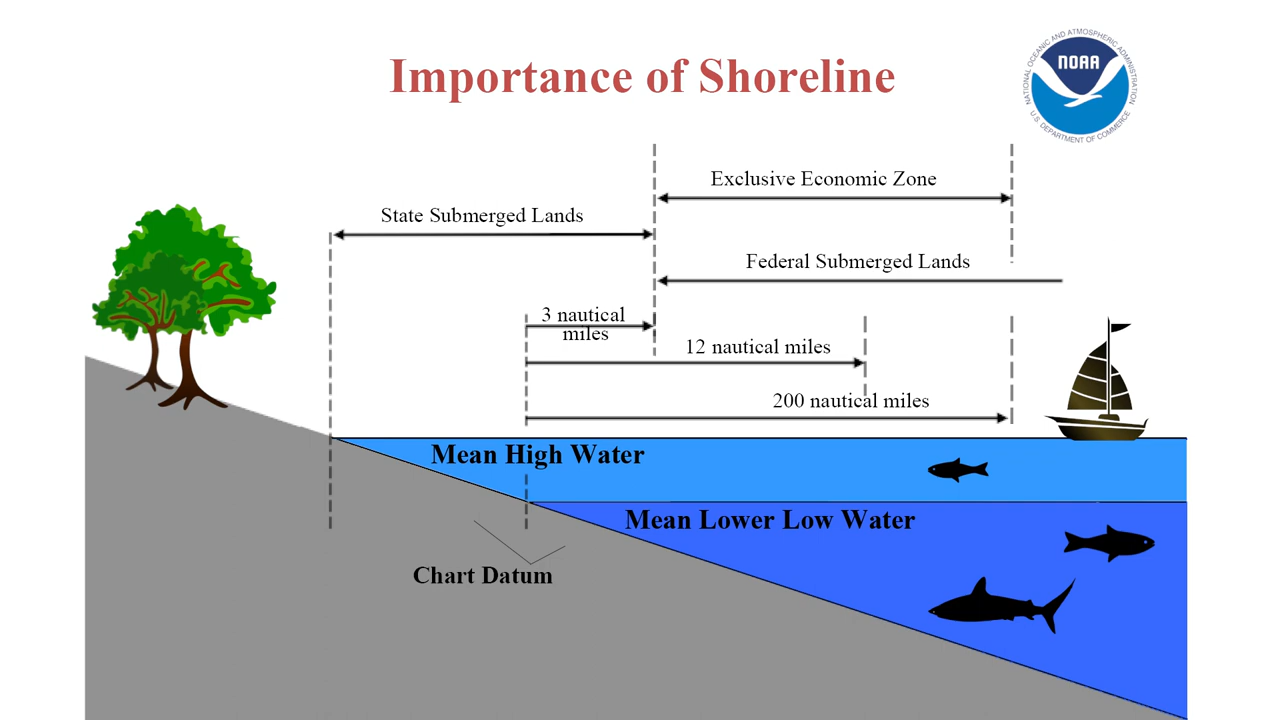 Importance of Shoreline
NATIONAL OCEANIC AND ATMOSPHERIC ADMINISTRATION
NOAA
U.S. DEPARTMENT OF COMMERCE
Exclusive Economic Zone
State Submerged Lands
Federal Submerged Lands
3 nautical
miles
12 nautical miles
200 nautical miles
Mean High Water
Mean Lower Low Water
Chart Datum